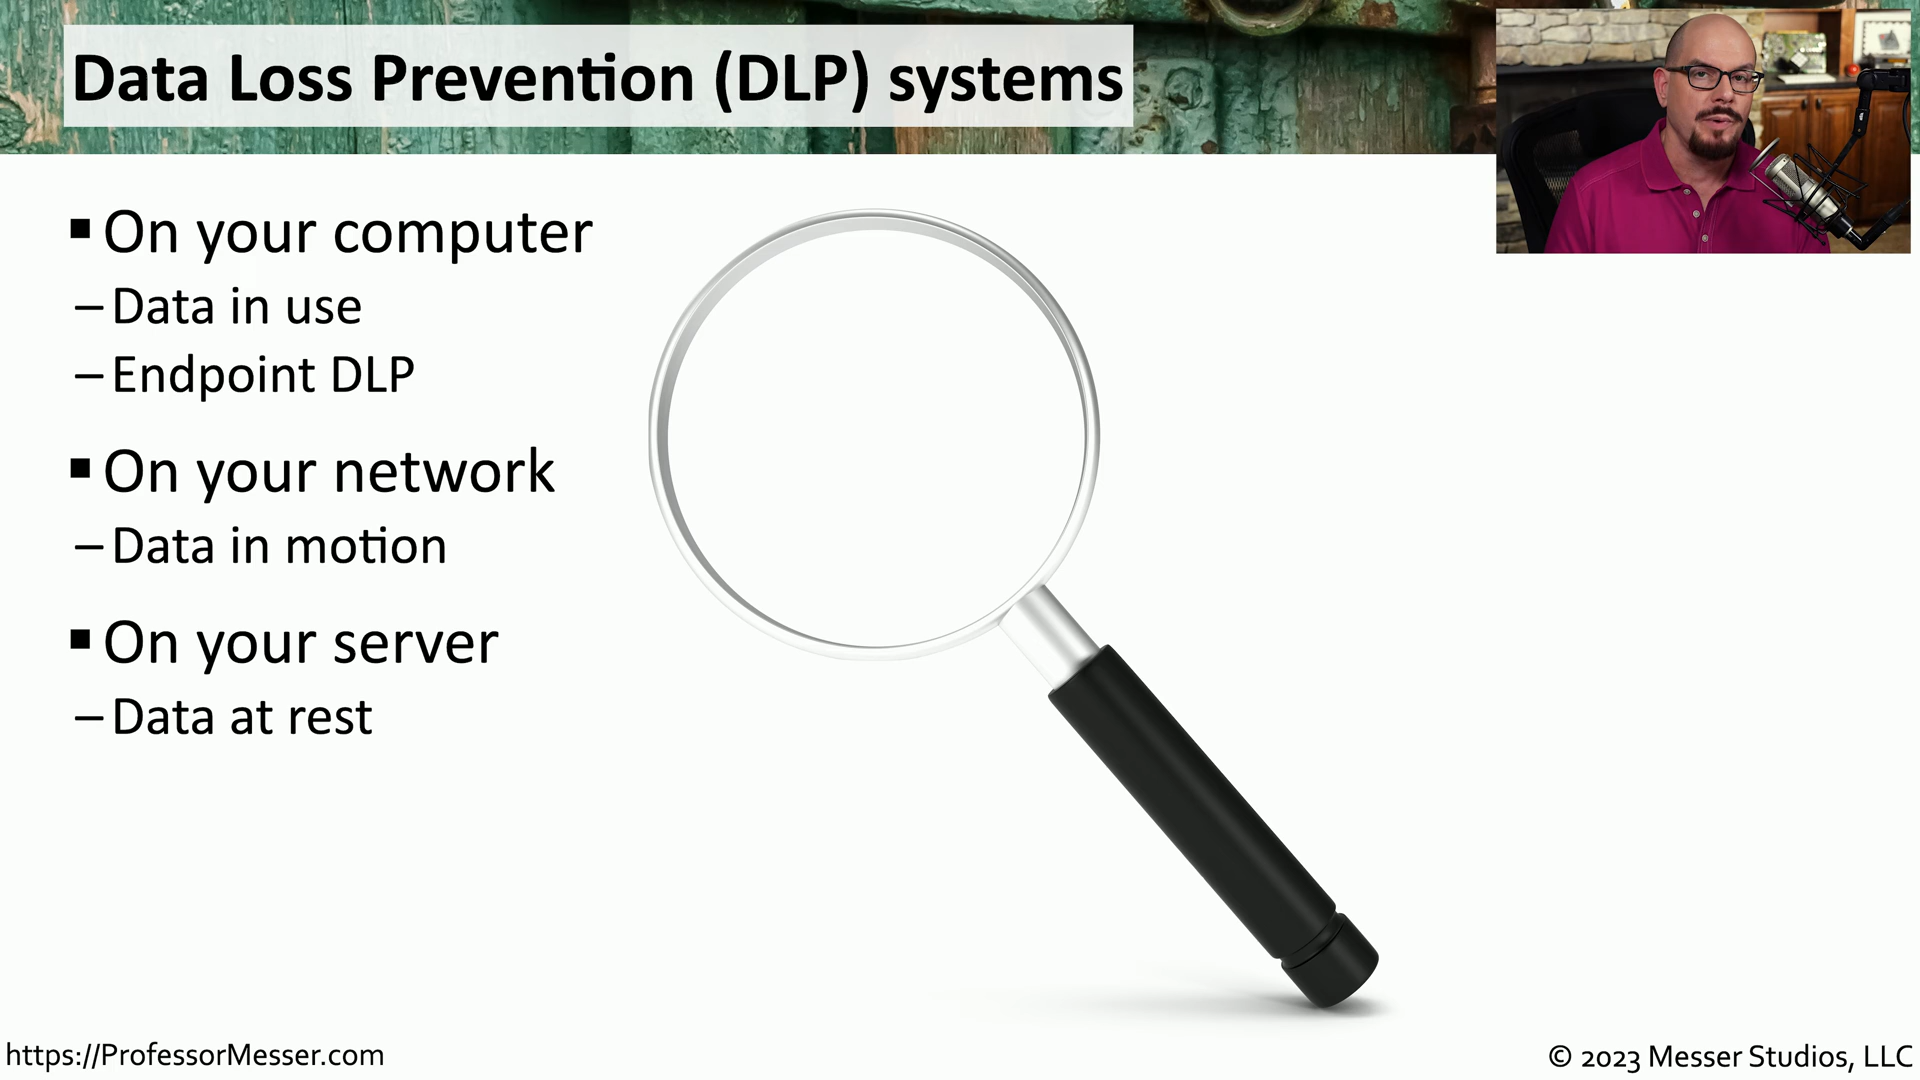 Data Loss Prevention (DLP) systems
▪ On your computer
– Data in use
– Endpoint DLP
▪ On your network
– Data in motion
▪ On your server
– Data at rest
https://ProfessorMesser.com
© 2023 Messer Studios, LLC